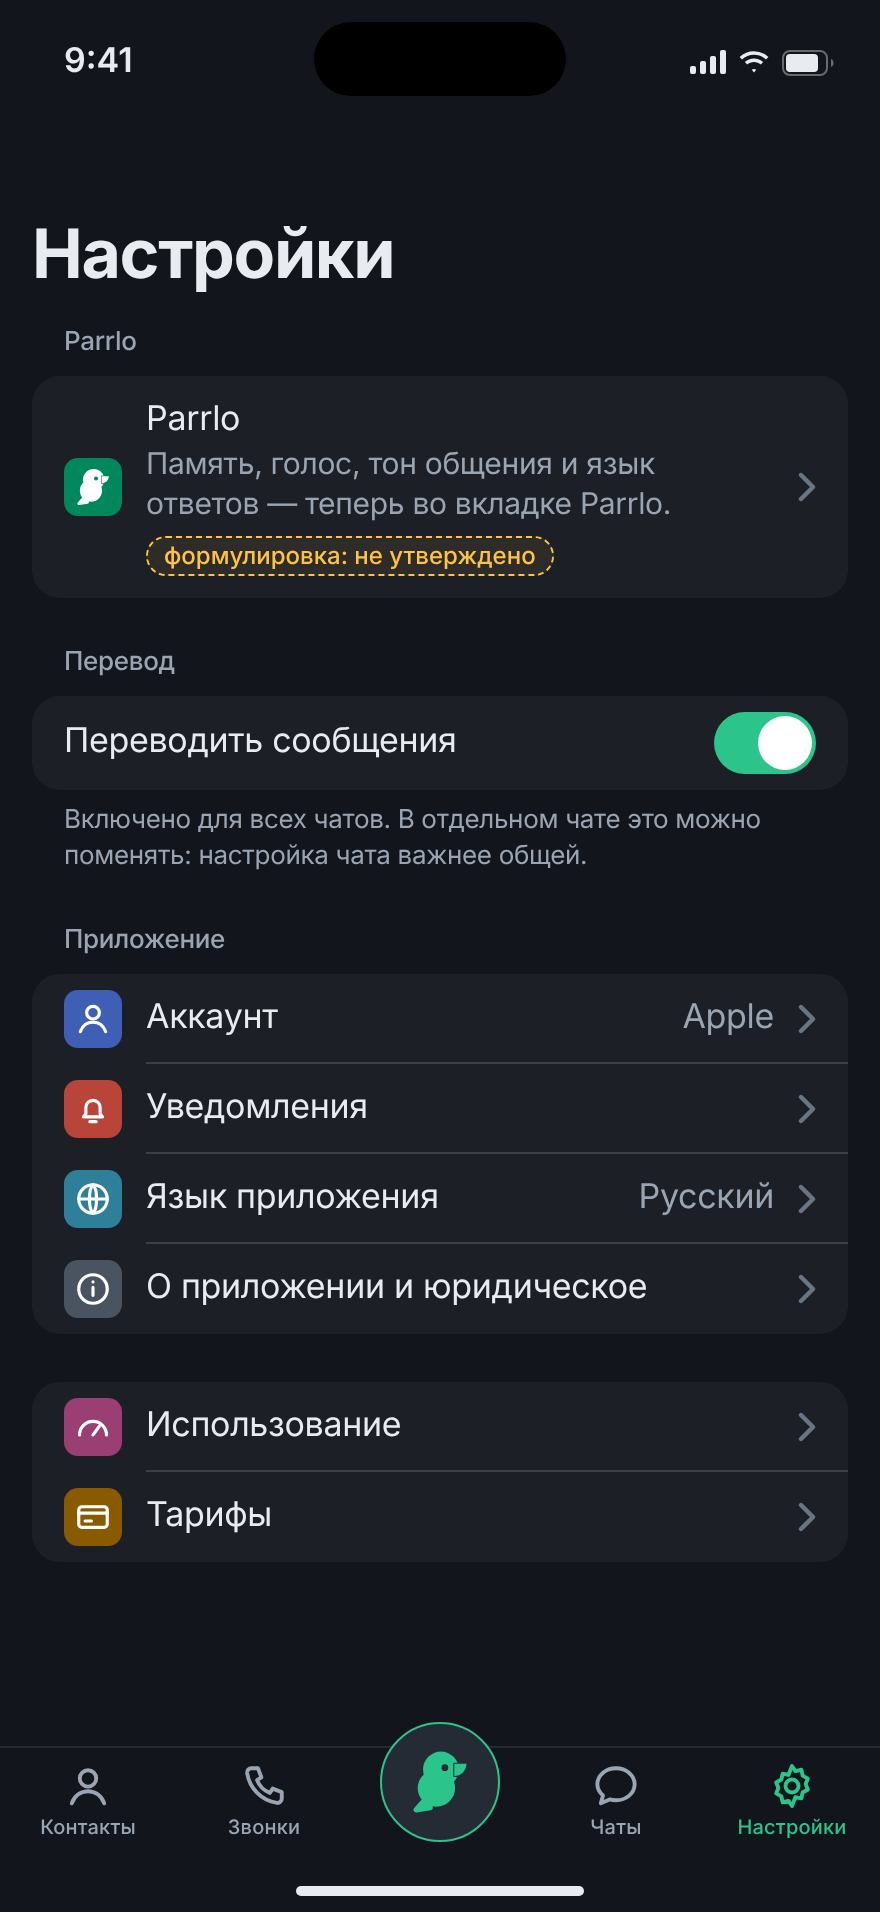 9:41
Настройки
Parrlo
Parrlo
Память, голос, тон общения и язык
ответов — теперь во вкладке Parrlo.
формулировка: не утверждено
Перевод
Переводить сообщения
Включено для всех чатов. В отдельном чате это можно
поменять: настройка чата важнее общей.
Приложение
Аккаунт Apple
Уведомления
Язык приложения Русский
О приложении и юридическое
Использование
Тарифы
Контакты Звонки Чаты Настройки